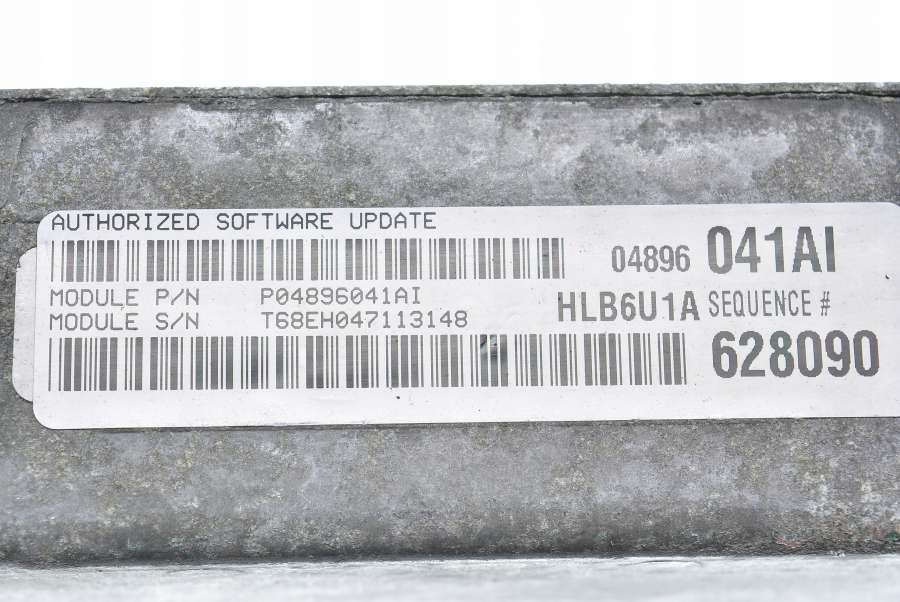 AUTHORIZED SOFTWARE UPDATE
04896 041AI
MODULE P/N P04896041AI
MODULE S/N T68EH047113148
HLB6U1A SEQUENCE #
628090